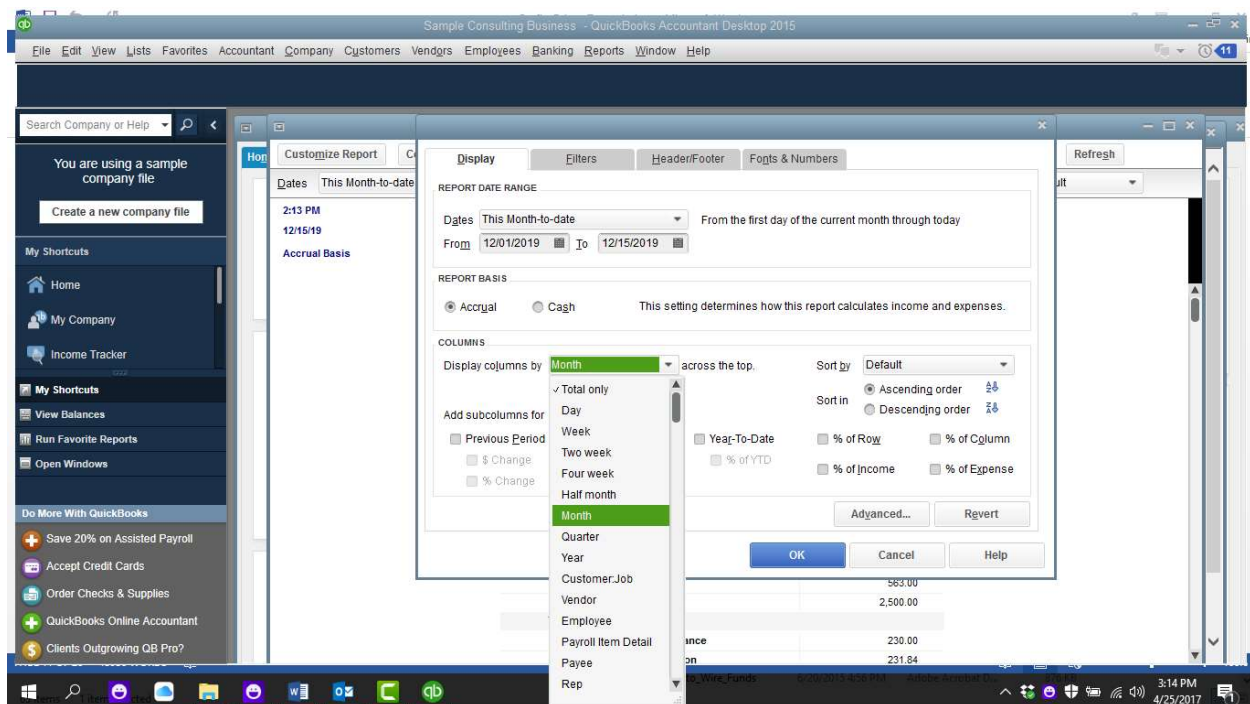 Sample Consulting Business - QuickBooks Accountant Desktop 2015
File Edit View Lists Favorites Accountant Company Customers Vendors Employees Banking Reports Window Help
11
Search Company or Help
You are using a sample
company file
Create a new company file
My Shortcuts
Home
My Company
Income Tracker
My Shortcuts
View Balances
Run Favorite Reports
Open Windows
Do More With QuickBooks
Save 20% on Assisted Payroll
Accept Credit Cards
Order Checks & Supplies
QuickBooks Online Accountant
Clients Outgrowing QB Pro?
Customize Report
Refresh
Dates This Month-to-date
2:13 PM
12/15/19
Accrual Basis
Display Filters Header/Footer Fonts & Numbers
REPORT DATE RANGE
Dates This Month-to-date From the first day of the current month through today
From 12/01/2019 To 12/15/2019
REPORT BASIS
Accrual Cash This setting determines how this report calculates income and expenses.
COLUMNS
Display columns by Month across the top. Sort by Default
Sort in Ascending order
Descending order
Add subcolumns for
Previous Period Year-To-Date % of Row % of Column
$ Change % of YTD
% Change % of Income % of Expense
Total only
Day
Week
Two week
Four week
Half month
Month
Quarter
Year
Customer:Job
Vendor
Employee
Payroll Item Detail
Payee
Rep
Advanced... Revert
OK Cancel Help
563.00
2,500.00
230.00
231.84
to_Wire_Funds 6/20/2015 4:56 PM Adobe Acrobat D...
3:14 PM
4/25/2017